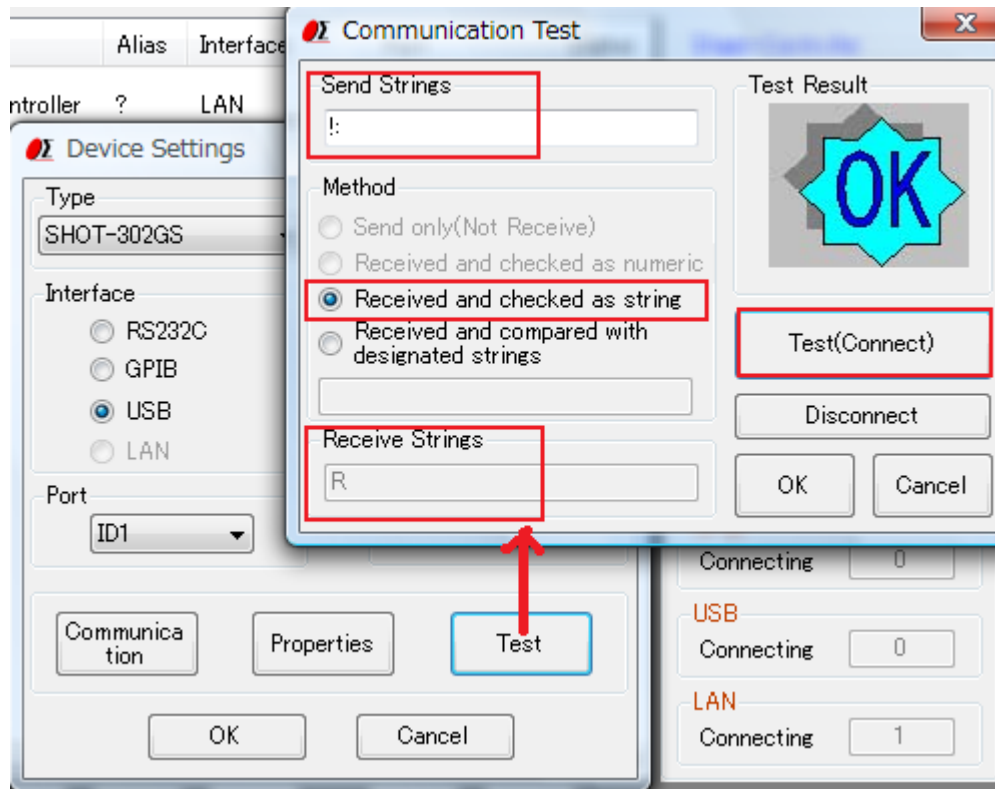 Alias Interface
ntroller ? LAN
Communication Test
Send Strings
!:
Method
Send only(Not Receive)
Received and checked as numeric
Received and checked as string
Received and compared with
designated strings
Receive Strings
R
Test Result
OK
Test(Connect)
Disconnect
OK Cancel
Device Settings
Type
SHOT-302GS
Interface
RS232C
GPIB
USB
LAN
Port
ID1
Communica
tion
Properties
Test
OK Cancel
Connecting 0
USB
Connecting 0
LAN
Connecting 1